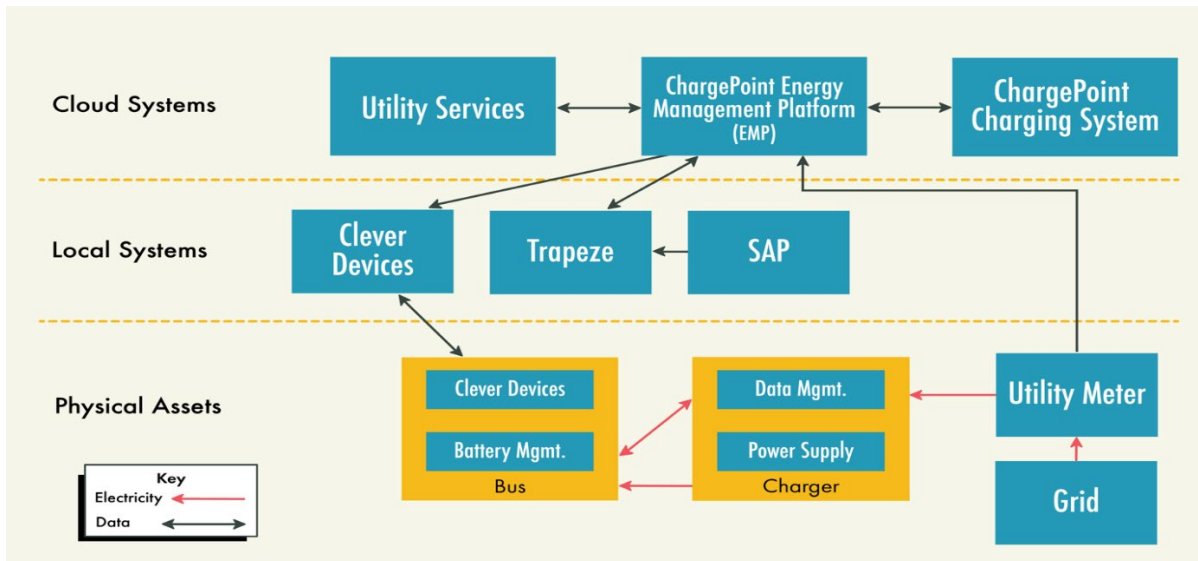 Cloud Systems
Utility Services
ChargePoint Energy
Management Platform
(EMP)
ChargePoint
Charging System
Local Systems
Clever
Devices
Trapeze
SAP
Physical Assets
Clever Devices
Battery Mgmt.
Bus
Data Mgmt.
Power Supply
Charger
Utility Meter
Grid
Key
Electricity
Data